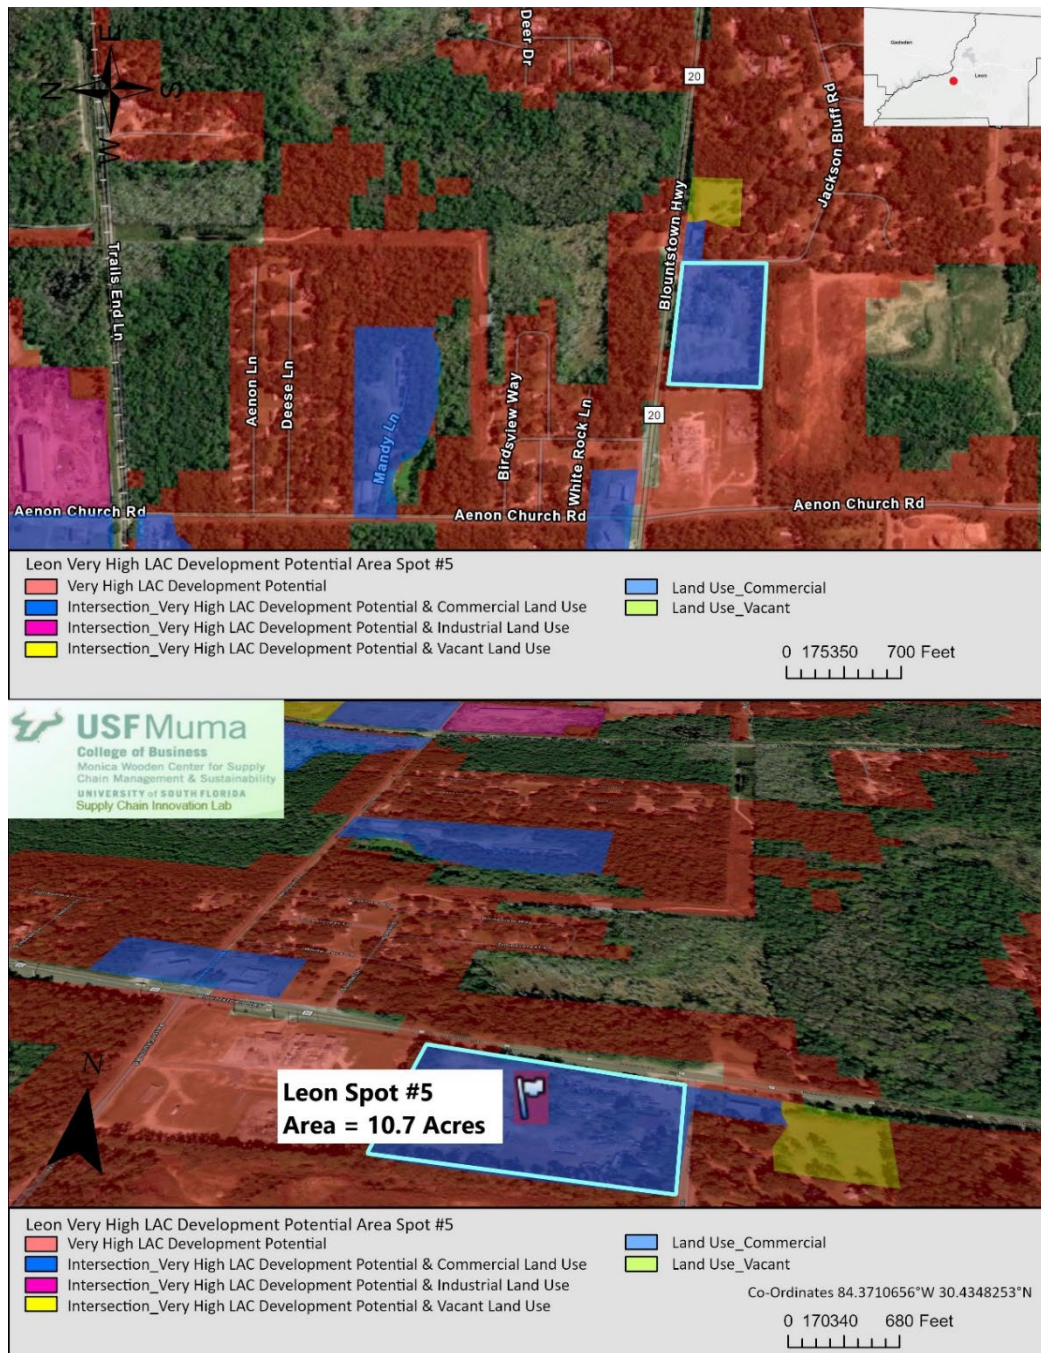 E
N
S
W
Deer Dr
20
Gadsden
Leon
Jackson Bluff Rd
Blountstown Hwy
Trails End Ln
Aenon Ln
Deese Ln
Mandy Ln
Birdsview Way
White Rock Ln
20
Aenon Church Rd
Aenon Church Rd
Aenon Church Rd
Leon Very High LAC Development Potential Area Spot #5
Very High LAC Development Potential
Intersection_Very High LAC Development Potential & Commercial Land Use
Intersection_Very High LAC Development Potential & Industrial Land Use
Intersection_Very High LAC Development Potential & Vacant Land Use
Land Use_Commercial
Land Use_Vacant
0 175350 700 Feet
USF Muma
College of Business
Monica Wooden Center for Supply
Chain Management & Sustainability
UNIVERSITY of SOUTH FLORIDA
Supply Chain Innovation Lab
N
Leon Spot #5
Area = 10.7 Acres
Leon Very High LAC Development Potential Area Spot #5
Very High LAC Development Potential
Intersection_Very High LAC Development Potential & Commercial Land Use
Intersection_Very High LAC Development Potential & Industrial Land Use
Intersection_Very High LAC Development Potential & Vacant Land Use
Land Use_Commercial
Land Use_Vacant
Co-Ordinates 84.3710656°W 30.4348253°N
0 170340 680 Feet